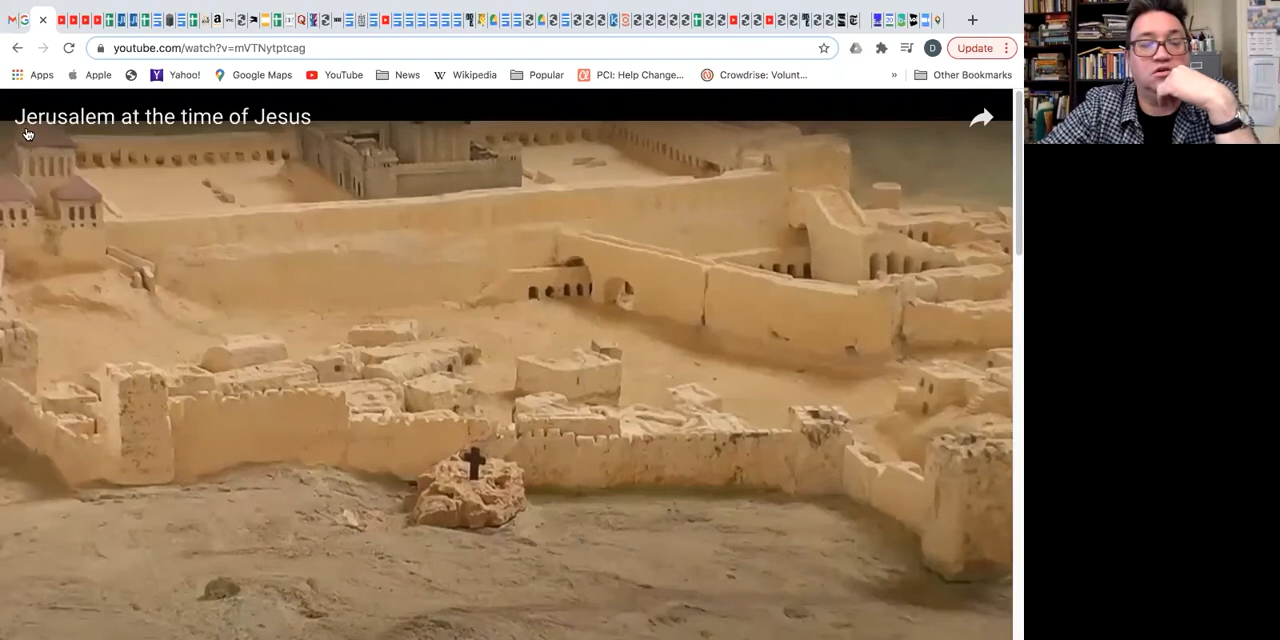 youtube.com/watch?v=mVTNytptcag
D
Update
Apps
Apple
Yahoo!
Google Maps
YouTube
News
Wikipedia
Popular
PCI: Help Change...
Crowdrise: Volunt...
»
Other Bookmarks
Jerusalem at the time of Jesus